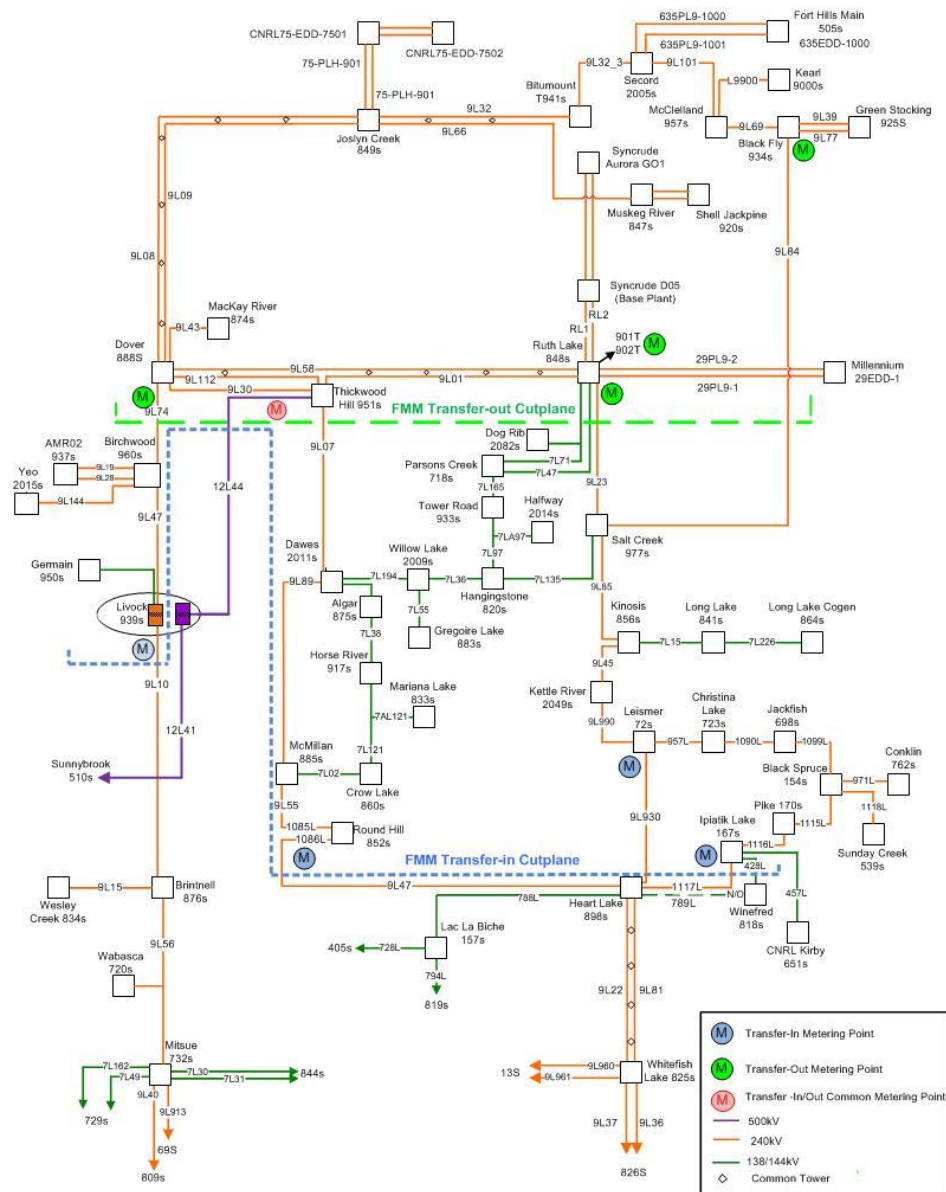 635PL9-1000
Fort Hills Main
505s
635EDD-1000
CNRL75-EDD-7501
CNRL75-EDD-7502
635PL9-1001
75-PLH-901
9L32_3
9L101
Secord
2005s
L9900
Kearl
9000s
Bitumount
T941s
75-PLH-901
9L32
9L66
McClelland
957s
9L69
9L39
9L77
Green Stocking
925S
Black Fly
934s
M
Joslyn Creek
849s
Syncrude
Aurora GO1
9L09
Muskeg River
847s
Shell Jackpine
920s
9L84
9L08
MacKay River
874s
9L43
Syncrude D05
(Base Plant)
RL1
RL2
Dover
888S
Ruth Lake
848s
901T
902T
M
29PL9-2
Millennium
29EDD-1
9L58
9L112
9L01
9L30
29PL9-1
Thickwood
Hill 951s
M
M
M
9L74
FMM Transfer-out Cutplane
AMR02
937s
Birchwood
960s
9L19
9L28
Yeo
2015s
9L144
12L44
9L07
Dog Rib
2082s
7L71
7L47
Parsons Creek
718s
7L165
9L23
9L47
Tower Road
933s
Halfway
2014s
7LA97
Salt Creek
977s
Dawes
2011s
Willow Lake
2009s
7L97
Germain
950s
9L89
7L194
7L36
7L135
Hangingstone
820s
9L85
Algar
875s
7L55
Livock
939s
7L38
Gregoire Lake
883s
Kinosis
856s
Long Lake
841s
Long Lake Cogen
864s
7L15
7L226
M
Horse River
917s
9L45
9L10
Mariana Lake
833s
7AL121
Kettle River
2049s
9L990
Leismer
72s
Christina
Lake
723s
Jackfish
698s
12L41
957L
1090L
1099L
Conklin
762s
McMillan
885s
7L121
M
Sunnybrook
510s
7L02
Crow Lake
860s
Black Spruce
154s
971L
1118L
9L55
9L930
Pike 170s
1115L
1085L
1086L
Round Hill
852s
Ipiatik Lake
167s
1116L
Sunday Creek
539s
M
M
428L
FMM Transfer-in Cutplane
9L47
1117L
N/O
457L
9L15
Brintnell
876s
Wesley
Creek 834s
788L
789L
Heart Lake
898s
Winefred
818s
Lac La Biche
157s
405s
728L
CNRL Kirby
651s
9L56
Wabasca
720s
794L
819s
9L22
9L81
M
Transfer-In Metering Point
Mitsue
732s
7L162
7L49
7L30
7L31
844s
13S
9L960
9L961
Whitefish
Lake 825s
M
Transfer-Out Metering Point
9L40
9L913
M
Transfer -In/Out Common Metering Point
729s
69S
809s
9L37
9L36
826S
500kV
240kV
138/144kV
Common Tower